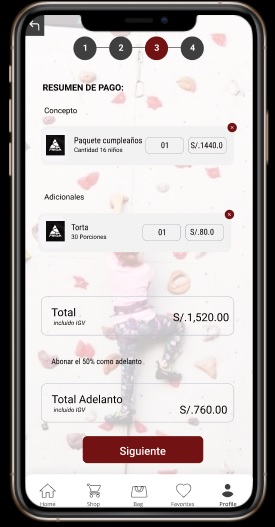 1 2 3 4
RESUMEN DE PAGO:
Concepto
Paquete cumpleaños
Cantidad 16 niños
01
S/.1440.0
Adicionales
Torta
30 Porciones
01
S/.80.0
Total
incluido IGV
S/.1,520.00
Abonar el 50% como adelanto
Total Adelanto
incluido IGV
S/.760.00
Siguiente
Home Shop Bag Favorites Profile